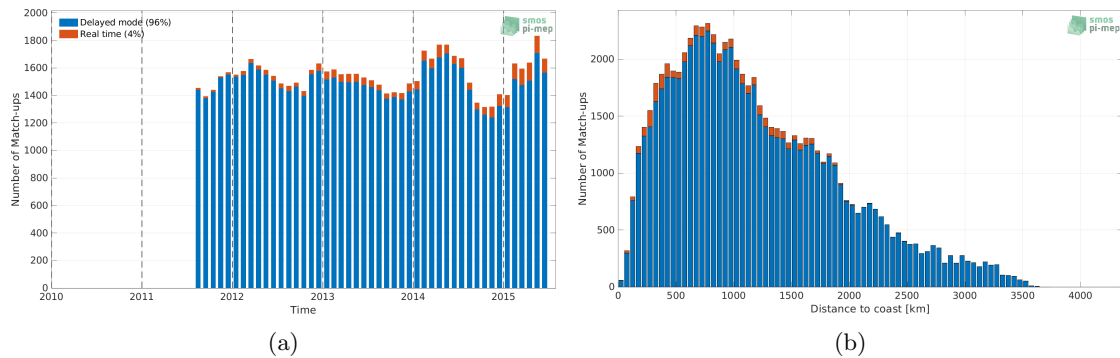 Delayed mode (96%)
Real time (4%)
smos
pi-mep
Number of Match-ups
2000
1800
1600
1400
1200
1000
800
600
400
200
0
2010
2011
2012
2013
2014
2015
Time
(a)
smos
pi-mep
Number of Match-ups
2000
1500
1000
500
0
0
500
1000
1500
2000
2500
3000
3500
4000
Distance to coast [km]
(b)